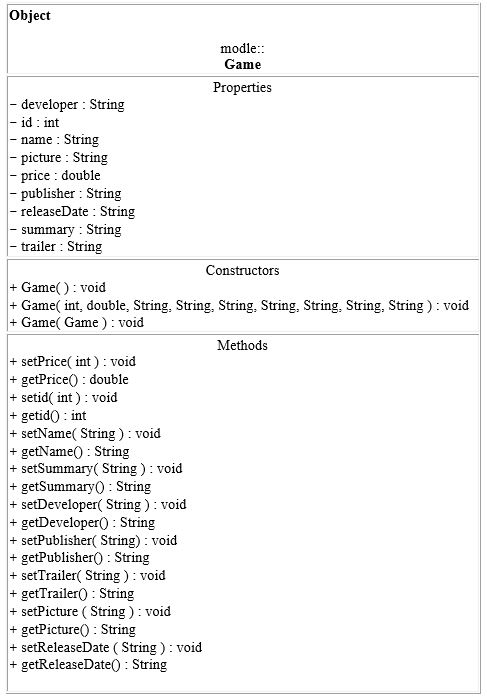 Object
modle::
Game
Properties
− developer : String
− id : int
− name : String
− picture : String
− price : double
− publisher : String
− releaseDate : String
− summary : String
− trailer : String
Constructors
+ Game( ) : void
+ Game( int, double, String, String, String, String, String, String, String ) : void
+ Game( Game ) : void
Methods
+ setPrice( int ) : void
+ getPrice() : double
+ setid( int ) : void
+ getid() : int
+ setName( String ) : void
+ getName() : String
+ setSummary( String ) : void
+ getSummary() : String
+ setDeveloper( String ) : void
+ getDeveloper() : String
+ setPublisher( String) : void
+ getPublisher() : String
+ setTrailer( String ) : void
+ getTrailer() : String
+ setPicture ( String ) : void
+ getPicture() : String
+ setReleaseDate ( String ) : void
+ getReleaseDate() : String